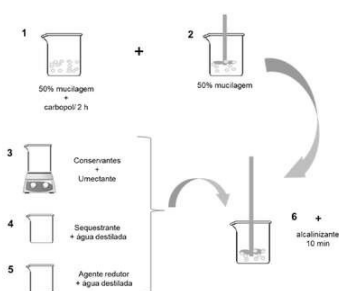 1
50% mucilagem
+
carbopol/ 2 h
+
2
50% mucilagem
3
Conservantes
+
Umectante
4
Sequestrante
+ água destilada
5
Agente redutor
+ água destilada
6 +
alcalinizante
10 min